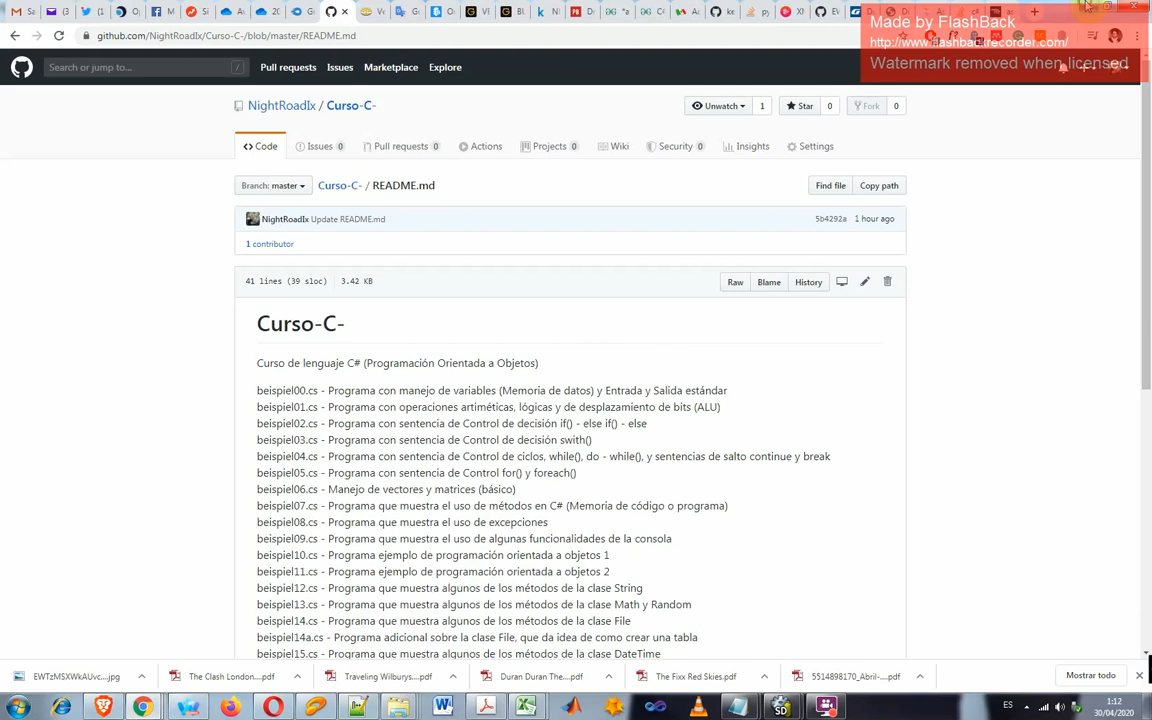 Made by FlashBack
http://www.flashbackrecorder.com/
Watermark removed when licensed
github.com/NightRoadIx/Curso-C-/blob/master/README.md
Search or jump to...
/
Pull requests
Issues
Marketplace
Explore
NightRoadIx / Curso-C-
Unwatch 1
Star 0
Fork 0
Code
Issues 0
Pull requests 0
Actions
Projects 0
Wiki
Security 0
Insights
Settings
Branch: master
Curso-C- / README.md
Find file
Copy path
NightRoadIx Update README.md
5b4292a 1 hour ago
1 contributor
41 lines (39 sloc) 3.42 KB
Raw
Blame
History
Curso-C-
Curso de lenguaje C# (Programación Orientada a Objetos)
beispiel00.cs - Programa con manejo de variables (Memoria de datos) y Entrada y Salida estándar
beispiel01.cs - Programa con operaciones artiméticas, lógicas y de desplazamiento de bits (ALU)
beispiel02.cs - Programa con sentencia de Control de decisión if() - else if() - else
beispiel03.cs - Programa con sentencia de Control de decisión swith()
beispiel04.cs - Programa con sentencia de Control de ciclos, while(), do - while(), y sentencias de salto continue y break
beispiel05.cs - Programa con sentencia de Control for() y foreach()
beispiel06.cs - Manejo de vectores y matrices (básico)
beispiel07.cs - Programa que muestra el uso de métodos en C# (Memoria de código o programa)
beispiel08.cs - Programa que muestra el uso de excepciones
beispiel09.cs - Programa que muestra el uso de algunas funcionalidades de la consola
beispiel10.cs - Programa ejemplo de programación orientada a objetos 1
beispiel11.cs - Programa ejemplo de programación orientada a objetos 2
beispiel12.cs - Programa que muestra algunos de los métodos de la clase String
beispiel13.cs - Programa que muestra algunos de los métodos de la clase Math y Random
beispiel14.cs - Programa que muestra algunos de los métodos de la clase File
beispiel14a.cs - Programa adicional sobre la clase File, que da idea de como crear una tabla
beispiel15.cs - Programa que muestra algunos de los métodos de la clase DateTime
EWTzMSXWkAUvc....jpg
The Clash London....pdf
Traveling Wilburys....pdf
Duran Duran The....pdf
The Fixx Red Skies.pdf
5514898170_Abril-....pdf
Mostrar todo
ES
1:12
30/04/2020